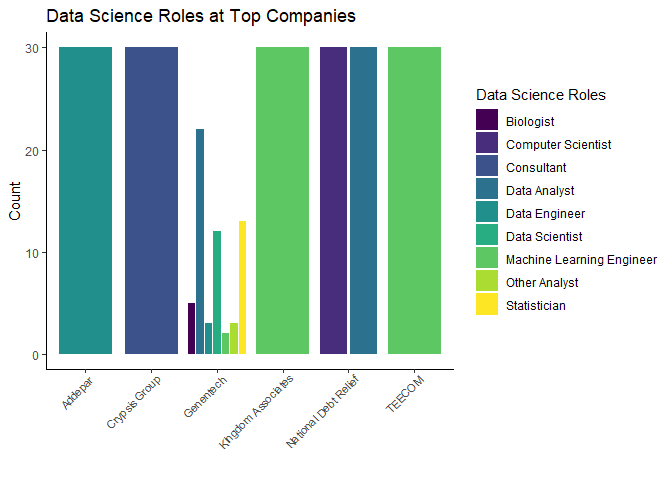 Data Science Roles at Top Companies
30
20
10
0
Count
Addepar
Crypsis Group
Genentech
Kingdom Associates
National Debt Relief
TEECOM
Data Science Roles
Biologist
Computer Scientist
Consultant
Data Analyst
Data Engineer
Data Scientist
Machine Learning Engineer
Other Analyst
Statistician